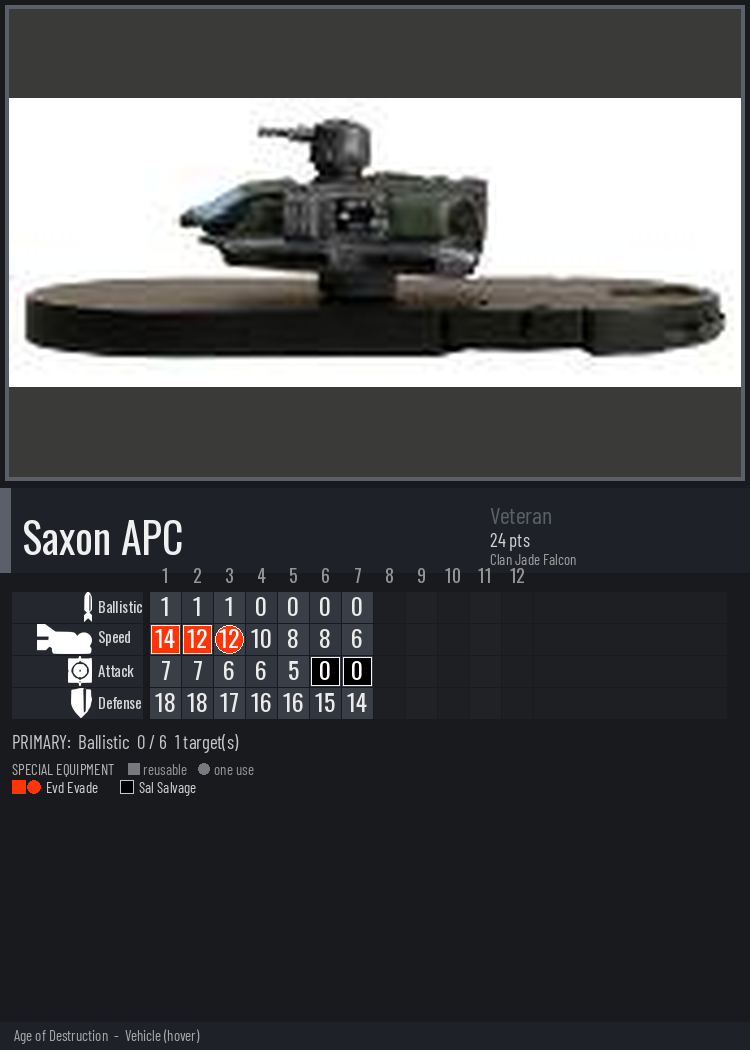 Saxon APC
Veteran
24 pts
Clan Jade Falcon
1 2 3 4 5 6 7 8 9 10 11 12
Ballistic 1 1 1 0 0 0 0
Speed 14 12 12 10 8 8 6
Attack 7 7 6 6 5 0 0
Defense 18 18 17 16 16 15 14
PRIMARY: Ballistic 0 / 6 1 target(s)
SPECIAL EQUIPMENT reusable one use
Evd Evade Sal Salvage
Age of Destruction - Vehicle (hover)